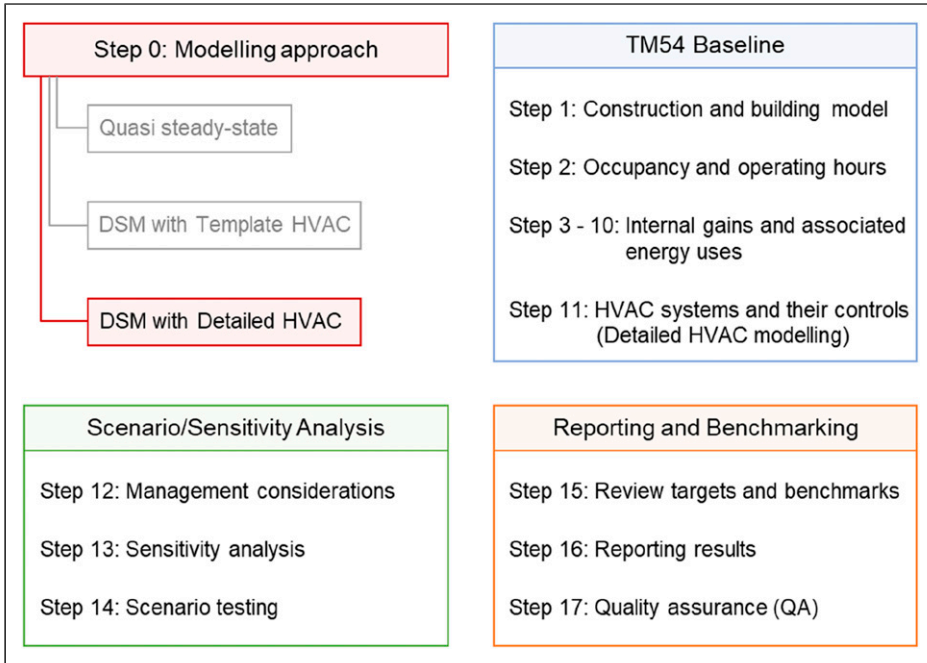 Step 0: Modelling approach
Quasi steady-state
DSM with Template HVAC
DSM with Detailed HVAC
TM54 Baseline
Step 1: Construction and building model
Step 2: Occupancy and operating hours
Step 3 - 10: Internal gains and associated
energy uses
Step 11: HVAC systems and their controls
(Detailed HVAC modelling)
Scenario/Sensitivity Analysis
Step 12: Management considerations
Step 13: Sensitivity analysis
Step 14: Scenario testing
Reporting and Benchmarking
Step 15: Review targets and benchmarks
Step 16: Reporting results
Step 17: Quality assurance (QA)